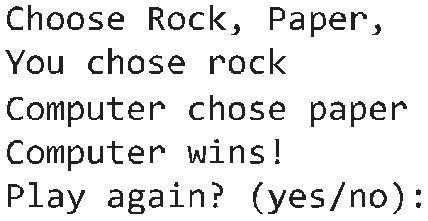 Choose Rock, Paper,
You chose rock
Computer chose paper
Computer wins!
Play again? (yes/no):